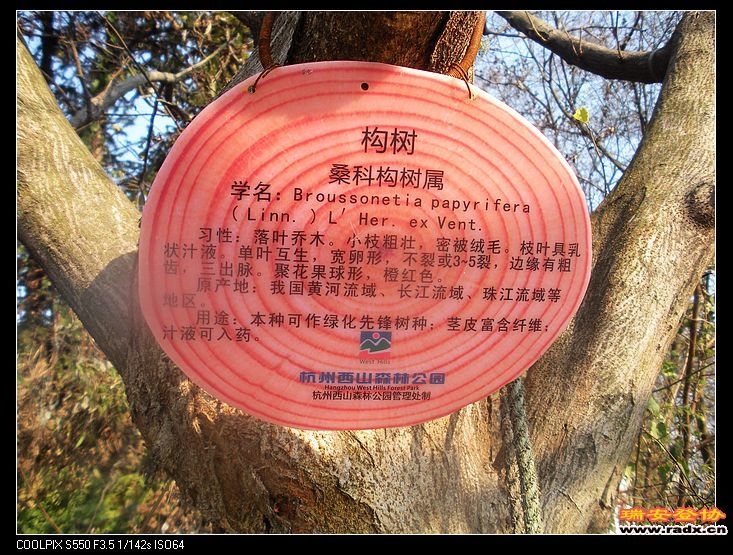 构树
桑科构树属
学名：Broussonetia papyrifera
(Linn.) L' Her. ex Vent.
习性：落叶乔木。小枝粗壮，密被绒毛。枝叶具乳
状汁液。单叶互生，宽卵形，不裂或3~5裂，边缘有粗
齿，三出脉。聚花果球形，橙红色。
原产地：我国黄河流域、长江流域、珠江流域等
地区。
用途：本种可作绿化先锋树种；茎皮富含纤维；
汁液可入药。
West Hills
杭州西山森林公园
Hangzhou West Hills Forest Park
杭州西山森林公园管理处制
瑞安登协
www.radx.cn
COOLPIX S550 F3.5 1/142s ISO64